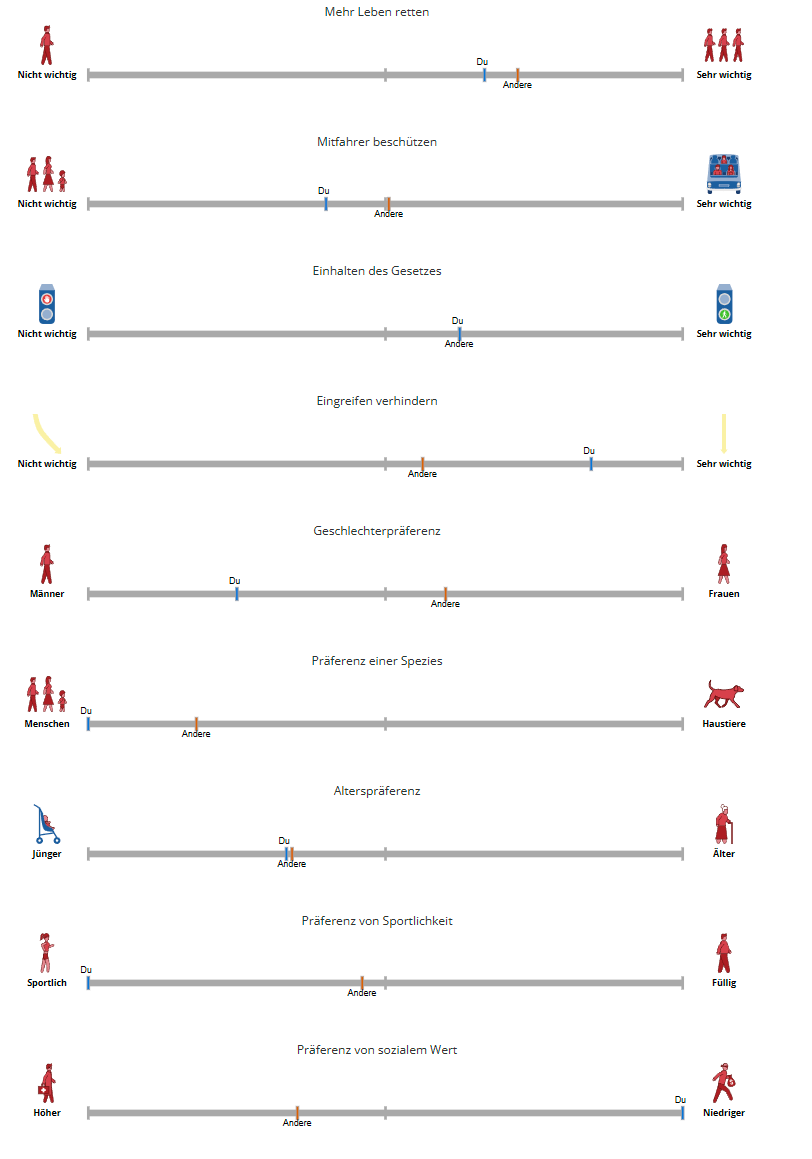 Mehr Leben retten
Du
Nicht wichtig
Sehr wichtig
Andere
Mitfahrer beschützen
Du
Nicht wichtig
Sehr wichtig
Andere
Einhalten des Gesetzes
Du
Nicht wichtig
Sehr wichtig
Andere
Eingreifen verhindern
Du
Nicht wichtig
Sehr wichtig
Andere
Geschlechterpräferenz
Du
Männer
Frauen
Andere
Präferenz einer Spezies
Du
Menschen
Haustiere
Andere
Alterspräferenz
Du
Jünger
Älter
Andere
Präferenz von Sportlichkeit
Du
Sportlich
Füllig
Andere
Präferenz von sozialem Wert
Du
Höher
Niedriger
Andere